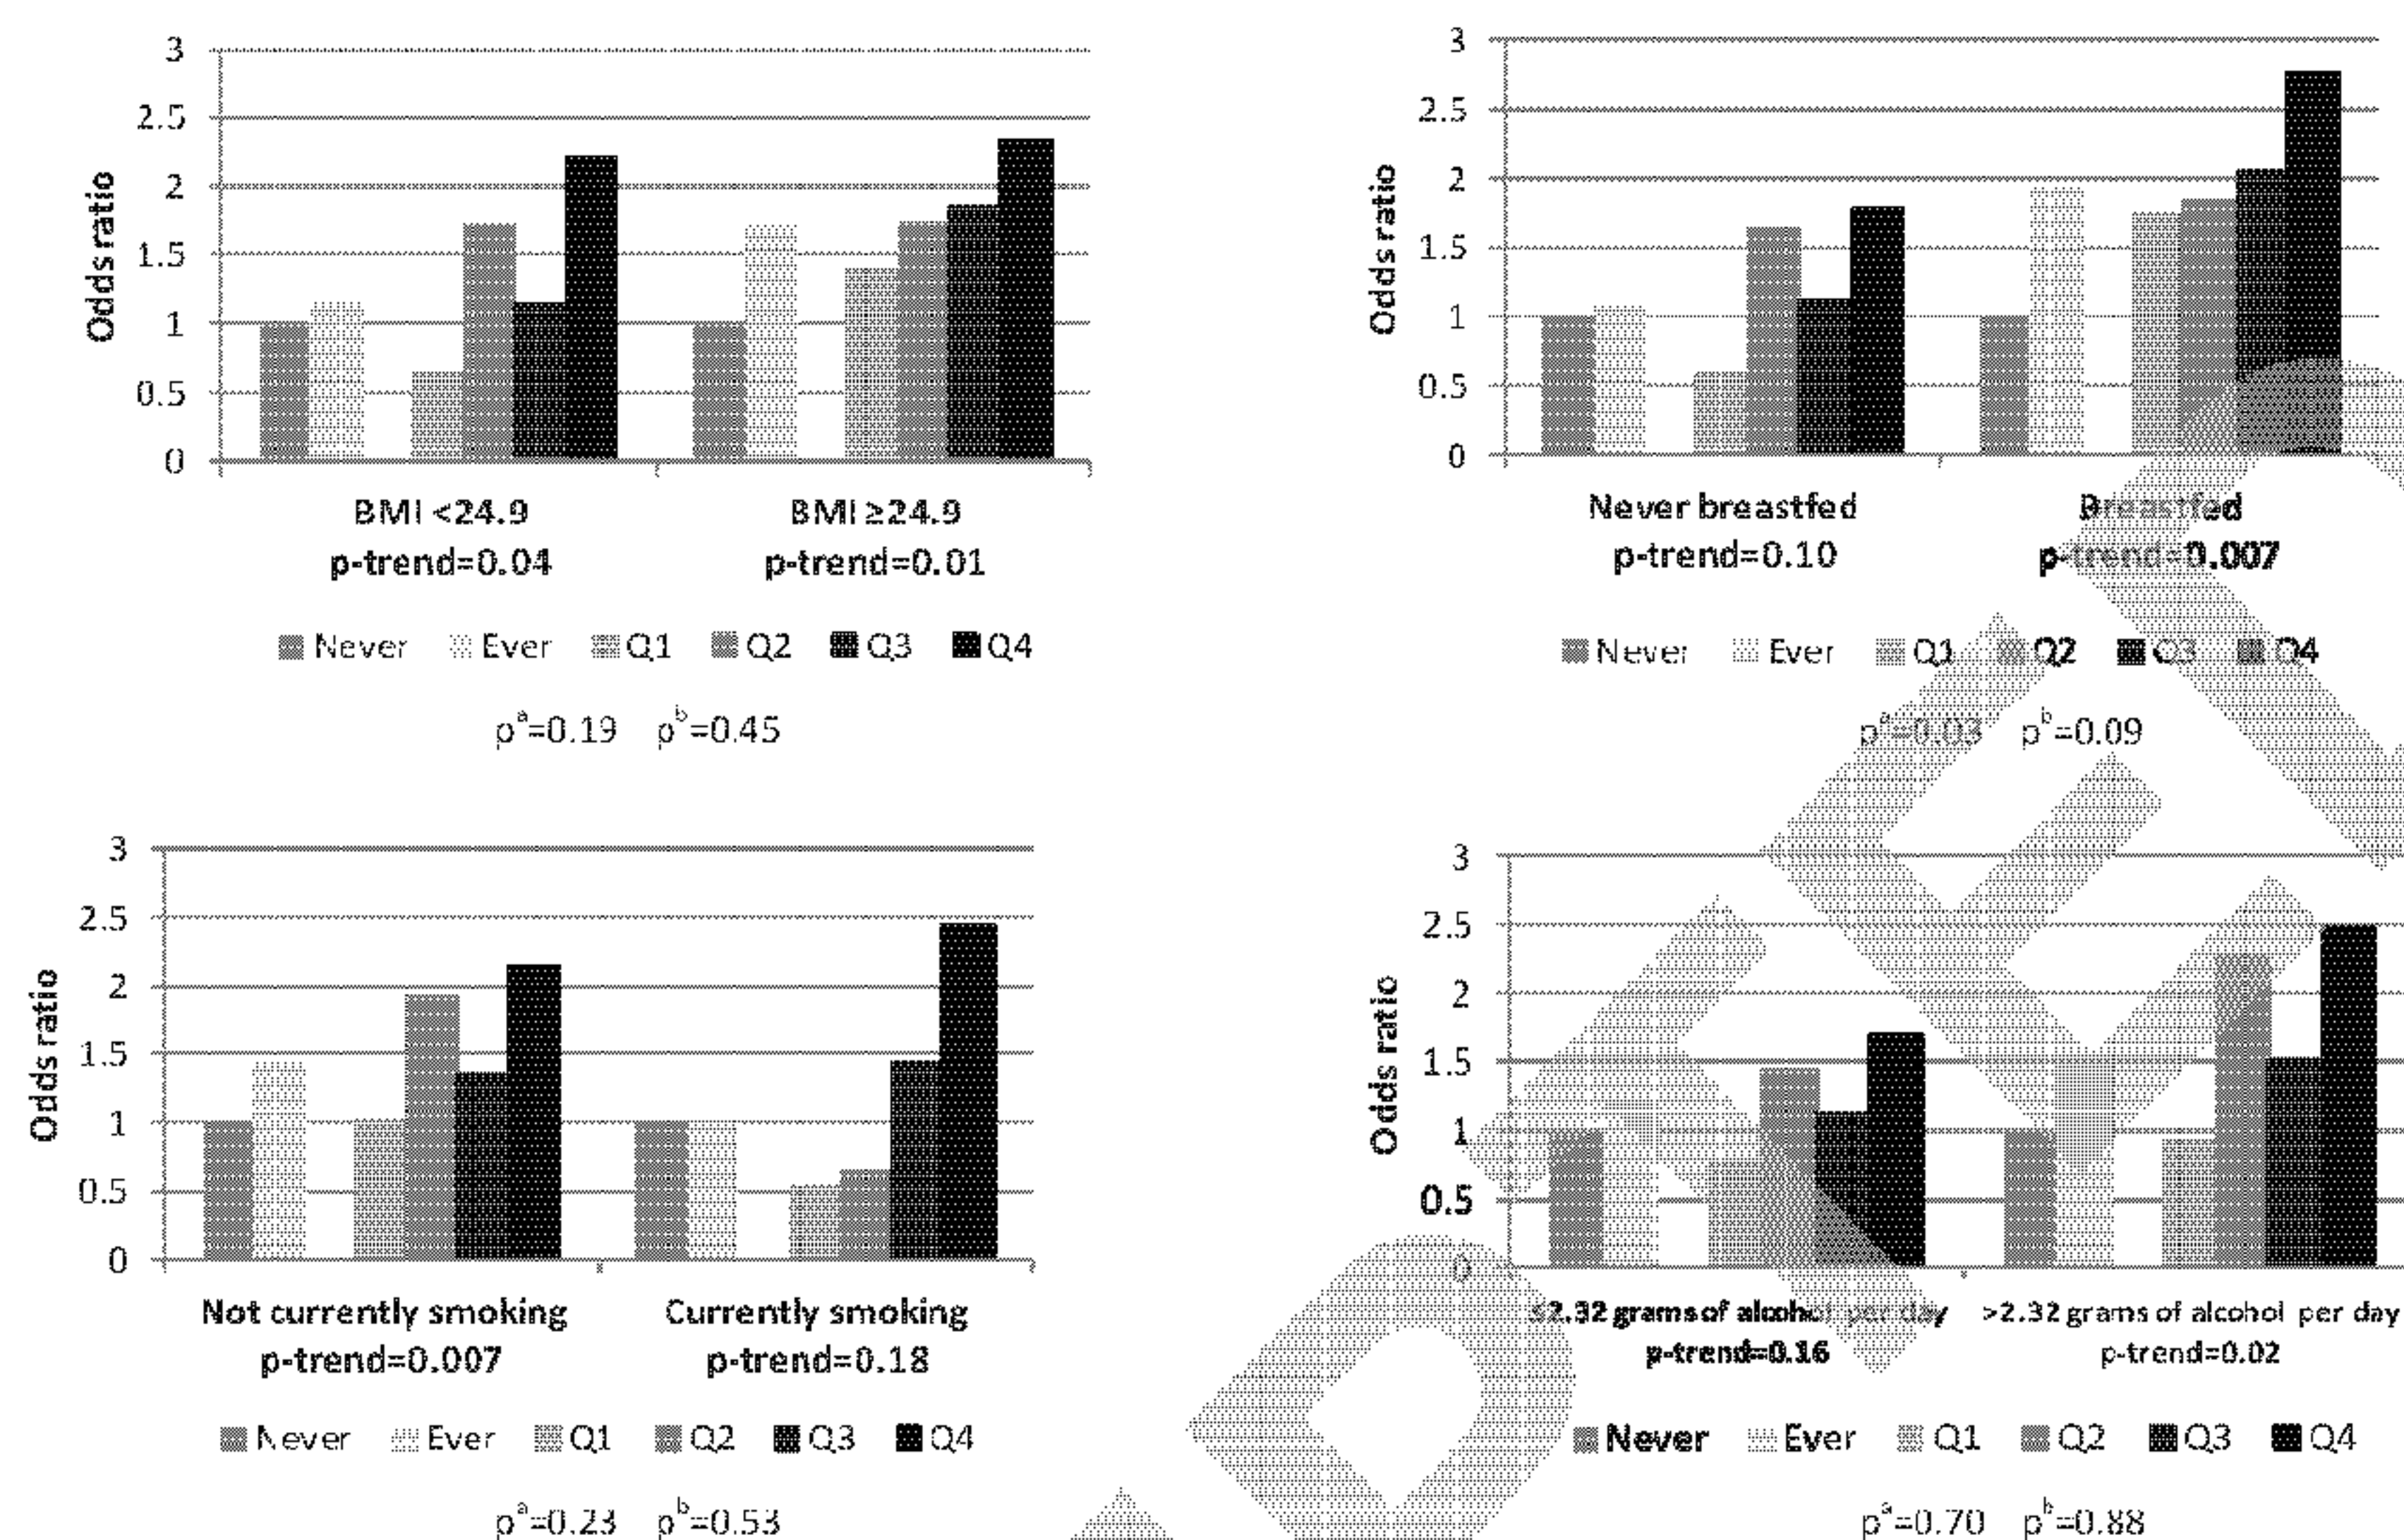 3
2.5
2
1.5
1
0.5
0
Odds ratio
BMI <24.9 BMI ≥24.9
p-trend=0.04 p-trend=0.01
Never Ever Q1 Q2 Q3 Q4
pᵃ=0.19 pᵇ=0.45
3
2.5
2
1.5
1
0.5
0
Odds ratio
Never breastfed Breastfed
p-trend=0.10 p-trend=0.007
Never Ever Q1 Q2 Q3 Q4
pᵃ=0.03 pᵇ=0.09
3
2.5
2
1.5
1
0.5
0
Odds ratio
Not currently smoking Currently smoking
p-trend=0.007 p-trend=0.18
Never Ever Q1 Q2 Q3 Q4
pᵃ=0.23 pᵇ=0.53
3
2.5
2
1.5
1
0.5
0
Odds ratio
≤2.32 grams of alcohol per day >2.32 grams of alcohol per day
p-trend=0.16 p-trend=0.02
Never Ever Q1 Q2 Q3 Q4
pᵃ=0.70 pᵇ=0.88